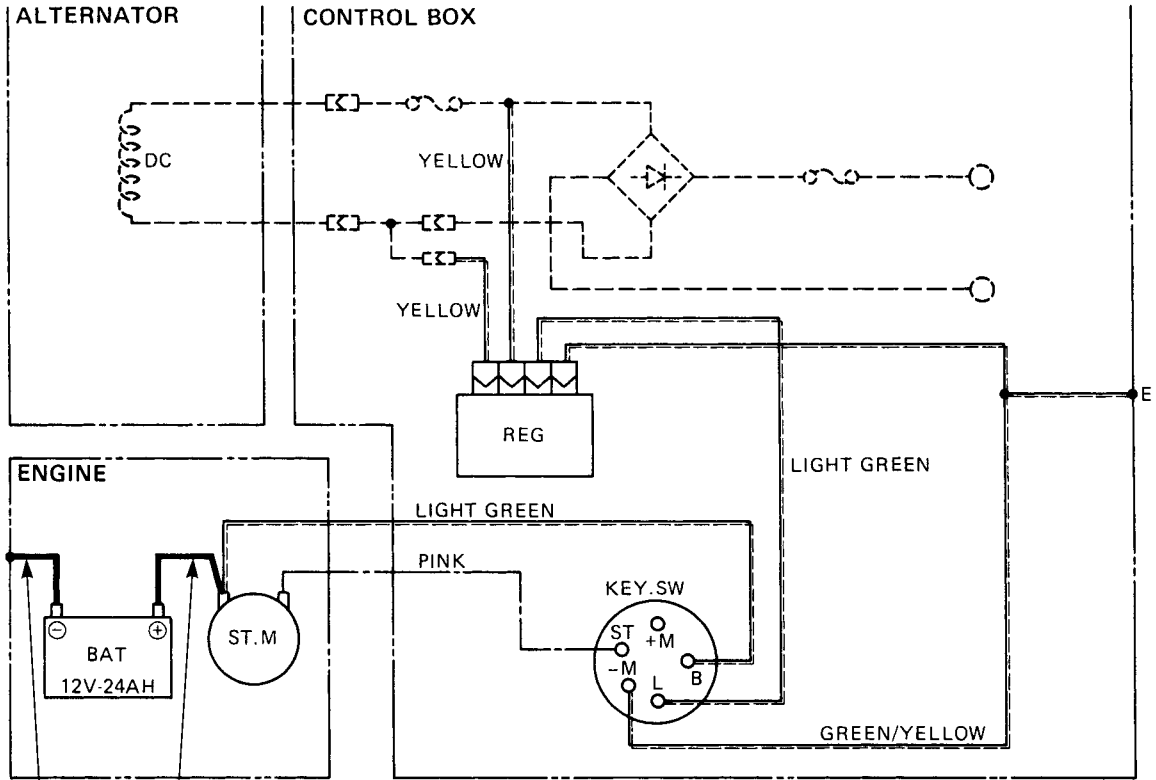 ALTERNATOR
CONTROL BOX
DC
YELLOW
YELLOW
E
REG
LIGHT GREEN
ENGINE
LIGHT GREEN
PINK
KEY.SW
ST
+M
-M
B
L
ST.M
⊖
⊕
BAT
12V-24AH
GREEN/YELLOW